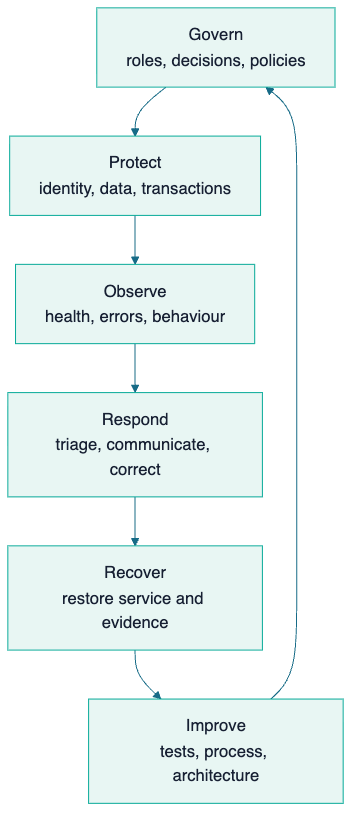 Govern
roles, decisions, policies
Protect
identity, data, transactions
Observe
health, errors, behaviour
Respond
triage, communicate,
correct
Recover
restore service and
evidence
Improve
tests, process,
architecture